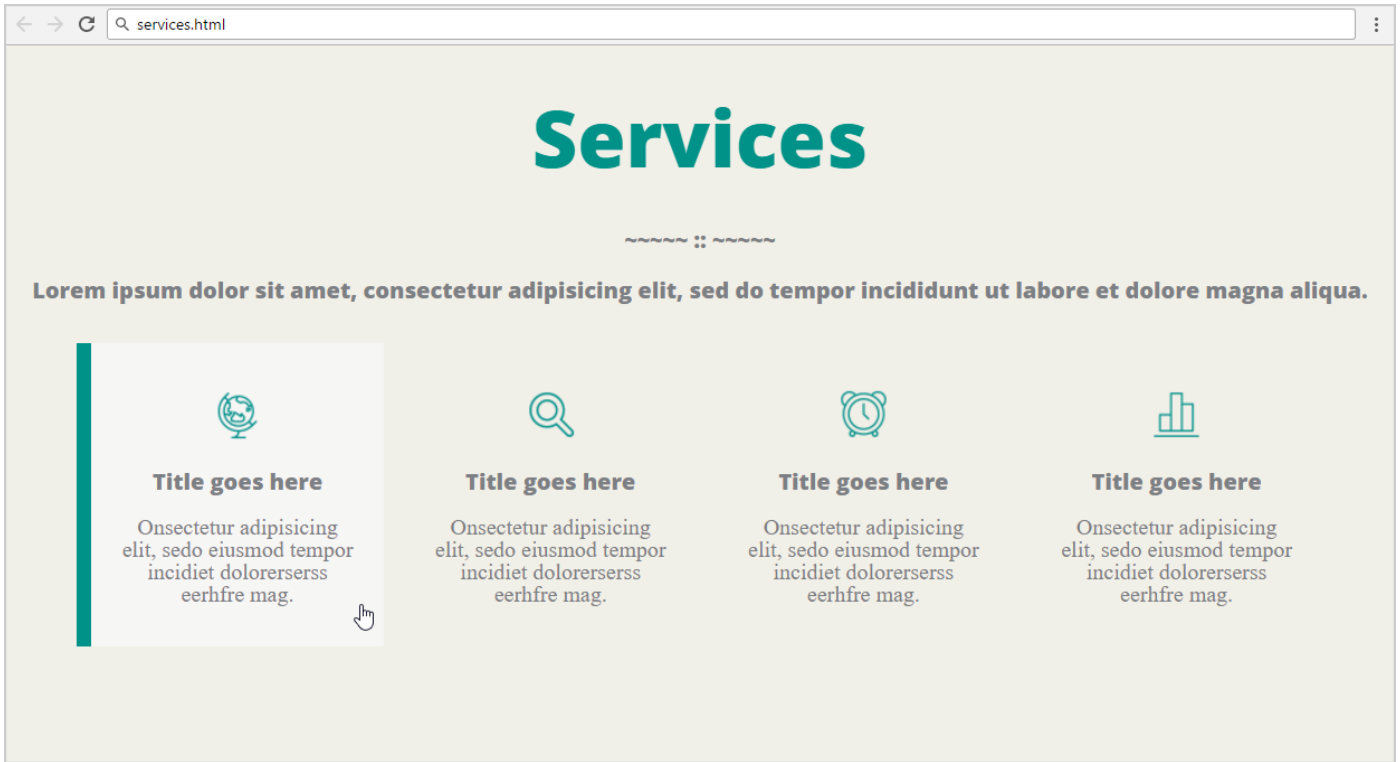 services.html
Services
~~~~~ :: ~~~~~
Lorem ipsum dolor sit amet, consectetur adipisicing elit, sed do tempor incididunt ut labore et dolore magna aliqua.
Title goes here
Onsectetur adipisicing
elit, sedo eiusmod tempor
incidiet dolorerserss
eerhfre mag.
Title goes here
Onsectetur adipisicing
elit, sedo eiusmod tempor
incidiet dolorerserss
eerhfre mag.
Title goes here
Onsectetur adipisicing
elit, sedo eiusmod tempor
incidiet dolorerserss
eerhfre mag.
Title goes here
Onsectetur adipisicing
elit, sedo eiusmod tempor
incidiet dolorerserss
eerhfre mag.